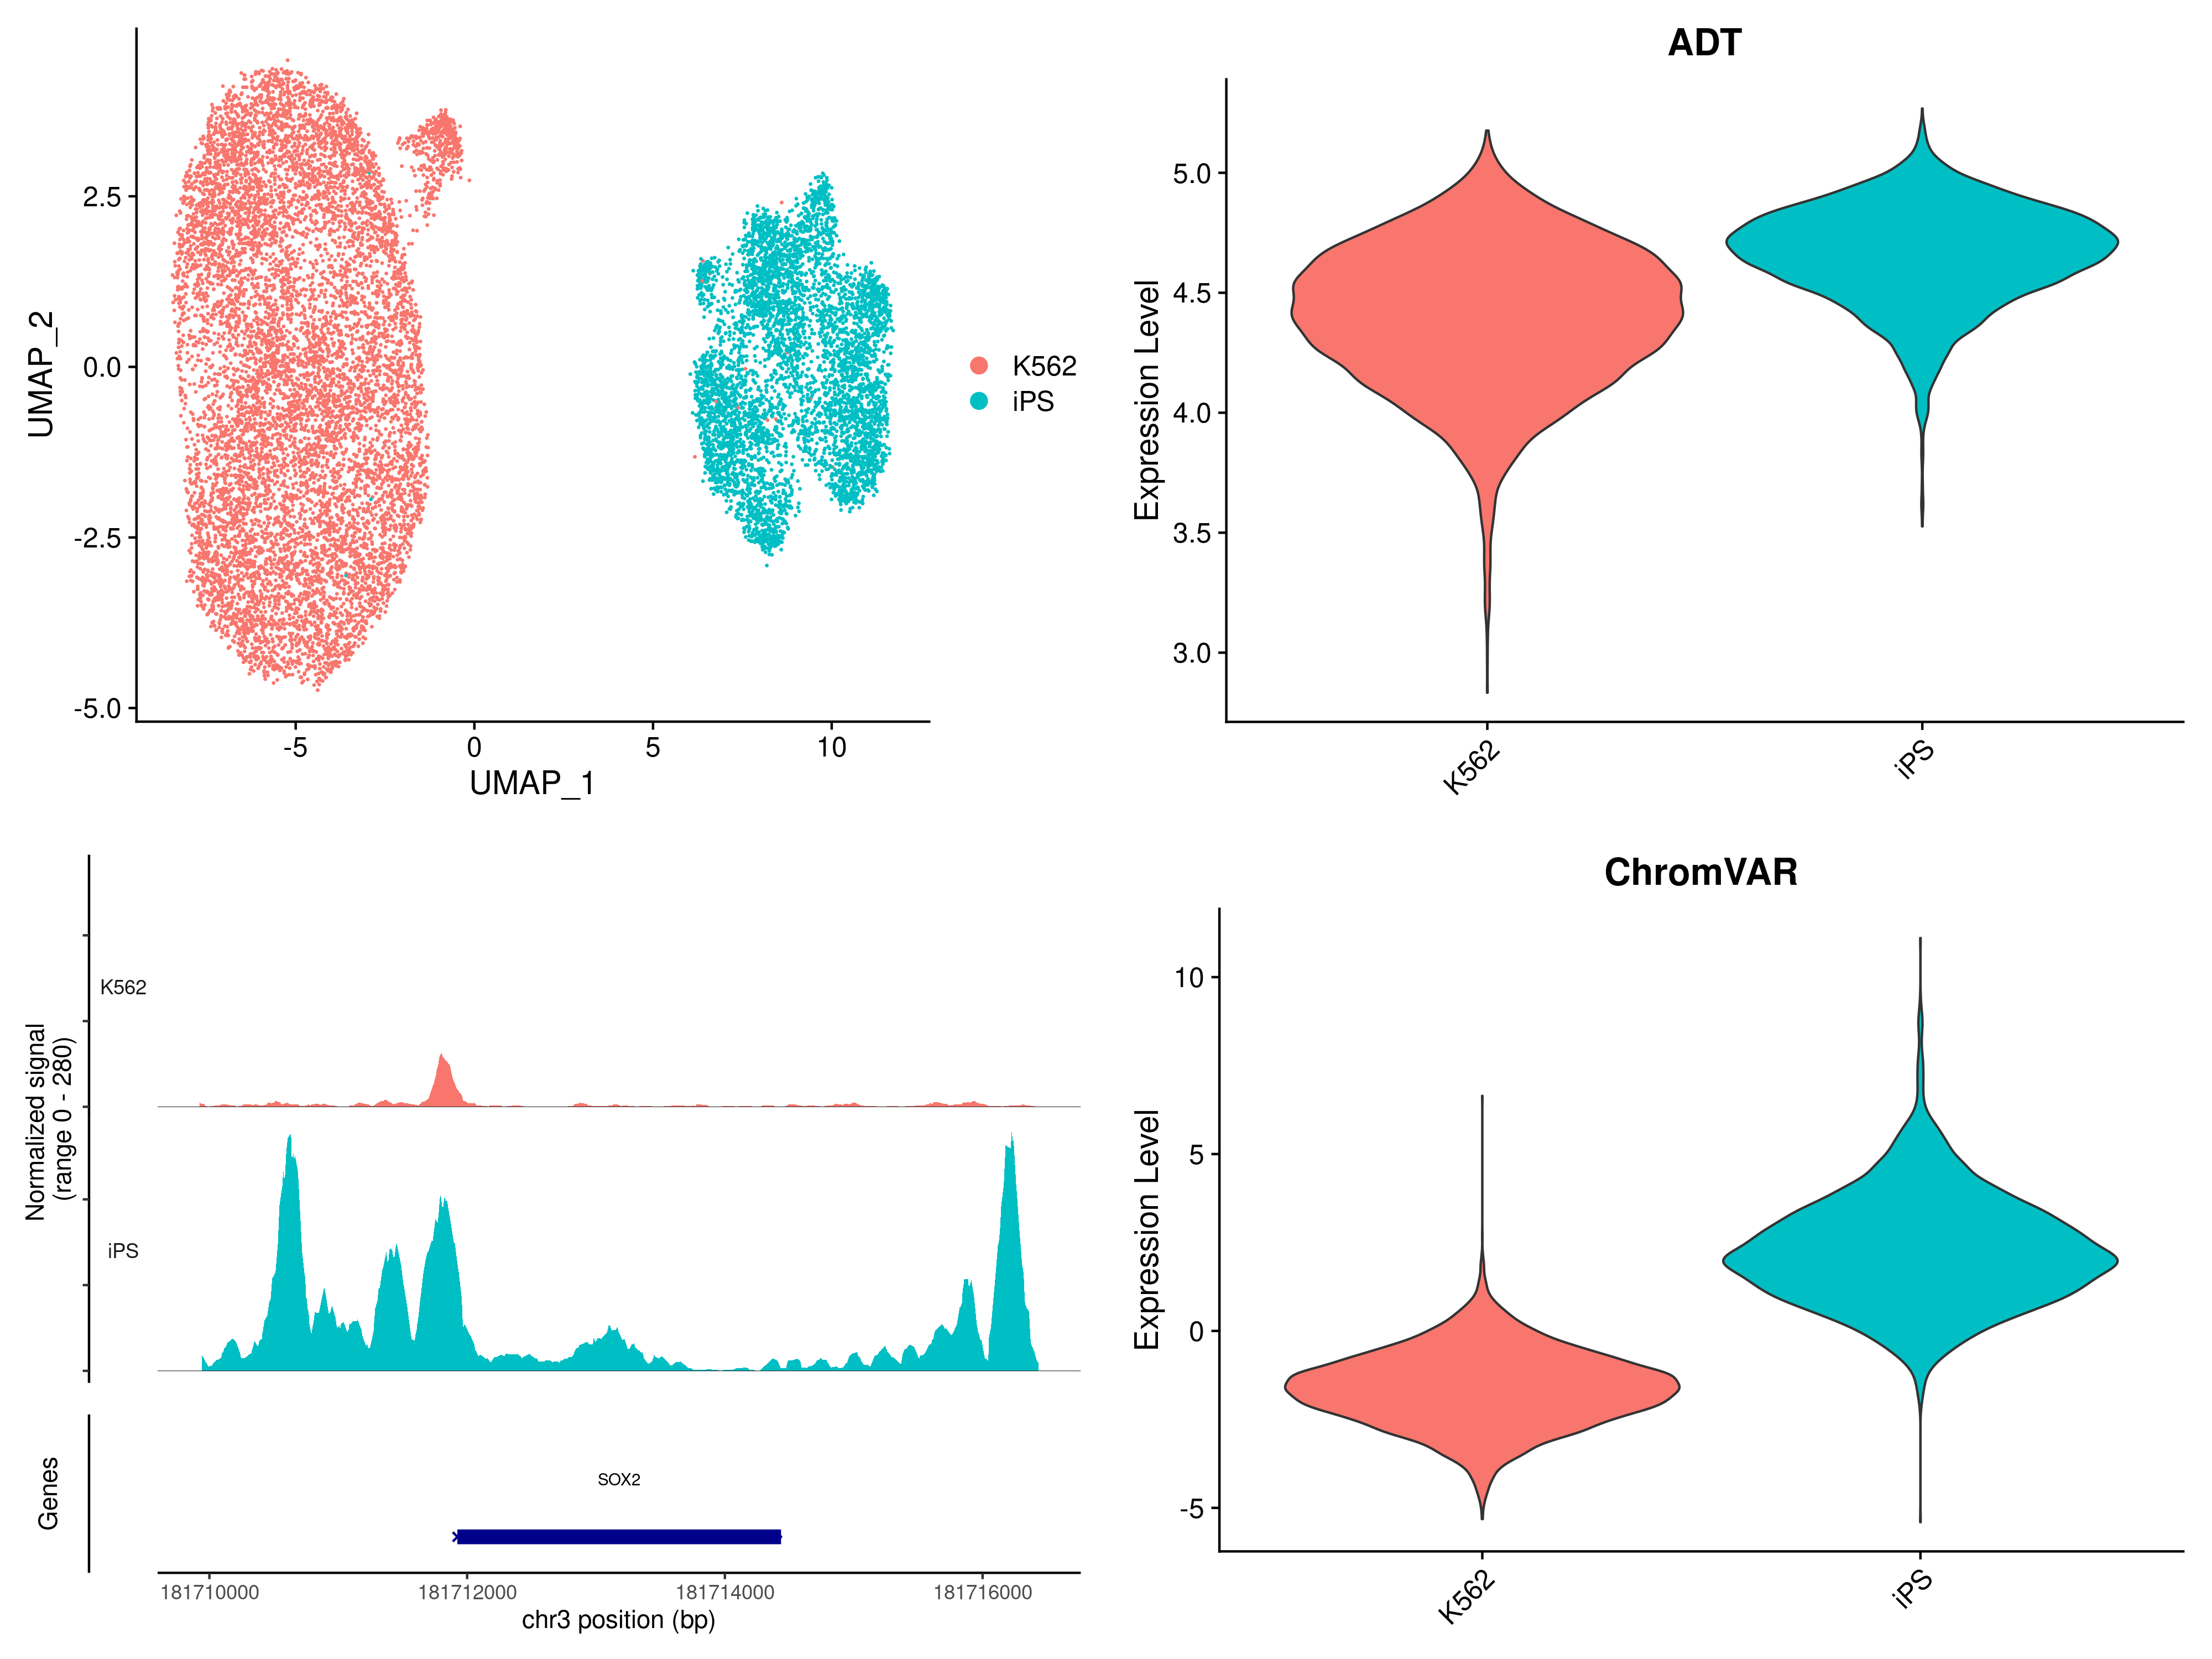 2.5
0.0
-2.5
-5.0
UMAP_2
-5
0
5
10
UMAP_1
K562
iPS
ADT
5.0
4.5
4.0
3.5
3.0
Expression Level
K562
iPS
Normalized signal
(range 0 - 280)
K562
iPS
Genes
SOX2
181710000
181712000
181714000
181716000
chr3 position (bp)
ChromVAR
10
5
0
-5
Expression Level
K562
iPS